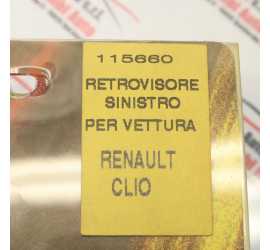 115660
RETROVISORE
SINISTRO
PER VETTURA
RENAULT
CLIO